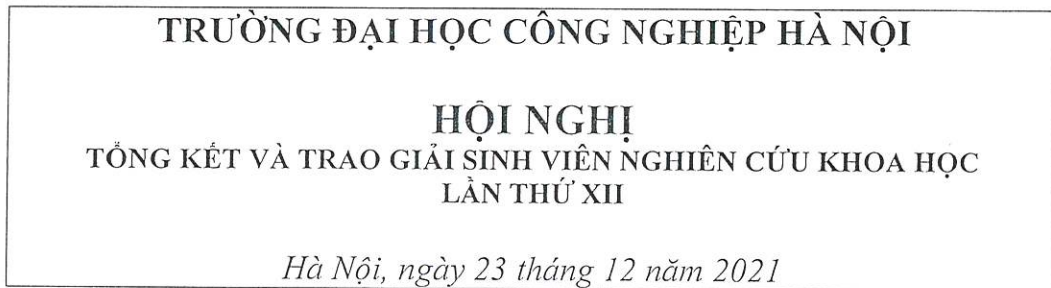 TRƯỜNG ĐẠI HỌC CÔNG NGHIỆP HÀ NỘI
HỘI NGHỊ
TỔNG KẾT VÀ TRAO GIẢI SINH VIÊN NGHIÊN CỨU KHOA HỌC
LẦN THỨ XII
Hà Nội, ngày 23 tháng 12 năm 2021